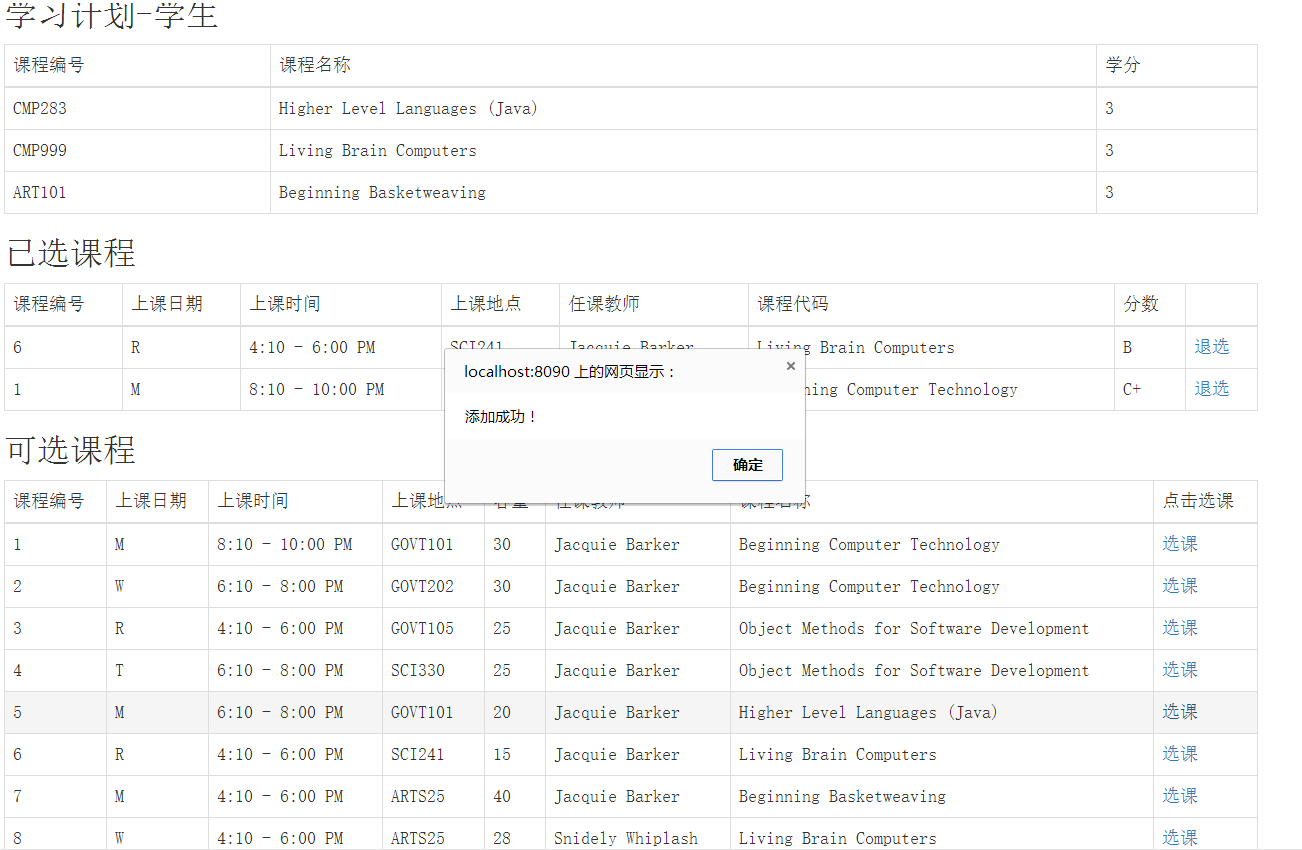 学习计划-学生
课程编号 课程名称 学分
CMP283 Higher Level Languages (Java) 3
CMP999 Living Brain Computers 3
ART101 Beginning Basketweaving 3
已选课程
课程编号 上课日期 上课时间 上课地点 任课教师 课程代码 分数
6 R 4:10 - 6:00 PM SCI241 Jacquie Barker Living Brain Computers B 退选
1 M 8:10 - 10:00 PM ning Computer Technology C+ 退选
localhost:8090 上的网页显示：
×
添加成功！
确定
可选课程
课程编号 上课日期 上课时间 上课地点 容量 任课教师 课程名称 点击选课
1 M 8:10 - 10:00 PM GOVT101 30 Jacquie Barker Beginning Computer Technology 选课
2 W 6:10 - 8:00 PM GOVT202 30 Jacquie Barker Beginning Computer Technology 选课
3 R 4:10 - 6:00 PM GOVT105 25 Jacquie Barker Object Methods for Software Development 选课
4 T 6:10 - 8:00 PM SCI330 25 Jacquie Barker Object Methods for Software Development 选课
5 M 6:10 - 8:00 PM GOVT101 20 Jacquie Barker Higher Level Languages (Java) 选课
6 R 4:10 - 6:00 PM SCI241 15 Jacquie Barker Living Brain Computers 选课
7 M 4:10 - 6:00 PM ARTS25 40 Jacquie Barker Beginning Basketweaving 选课
8 W 4:10 - 6:00 PM ARTS25 28 Snidely Whiplash Living Brain Computers 选课